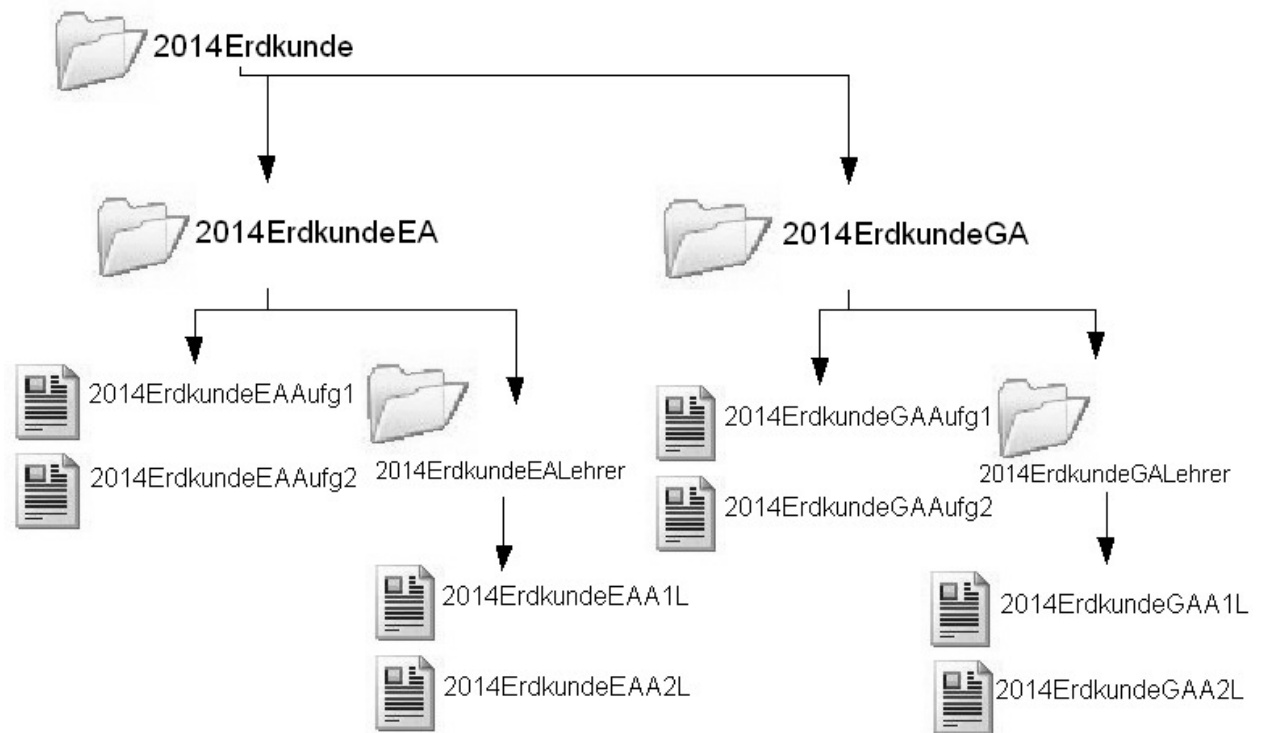 2014Erdkunde
2014ErdkundeEA
2014ErdkundeGA
2014ErdkundeEAAufg1
2014ErdkundeEAAufg2
2014ErdkundeEALehrer
2014ErdkundeEAA1L
2014ErdkundeEAA2L
2014ErdkundeGAAufg1
2014ErdkundeGAAufg2
2014ErdkundeGALehrer
2014ErdkundeGAA1L
2014ErdkundeGAA2L